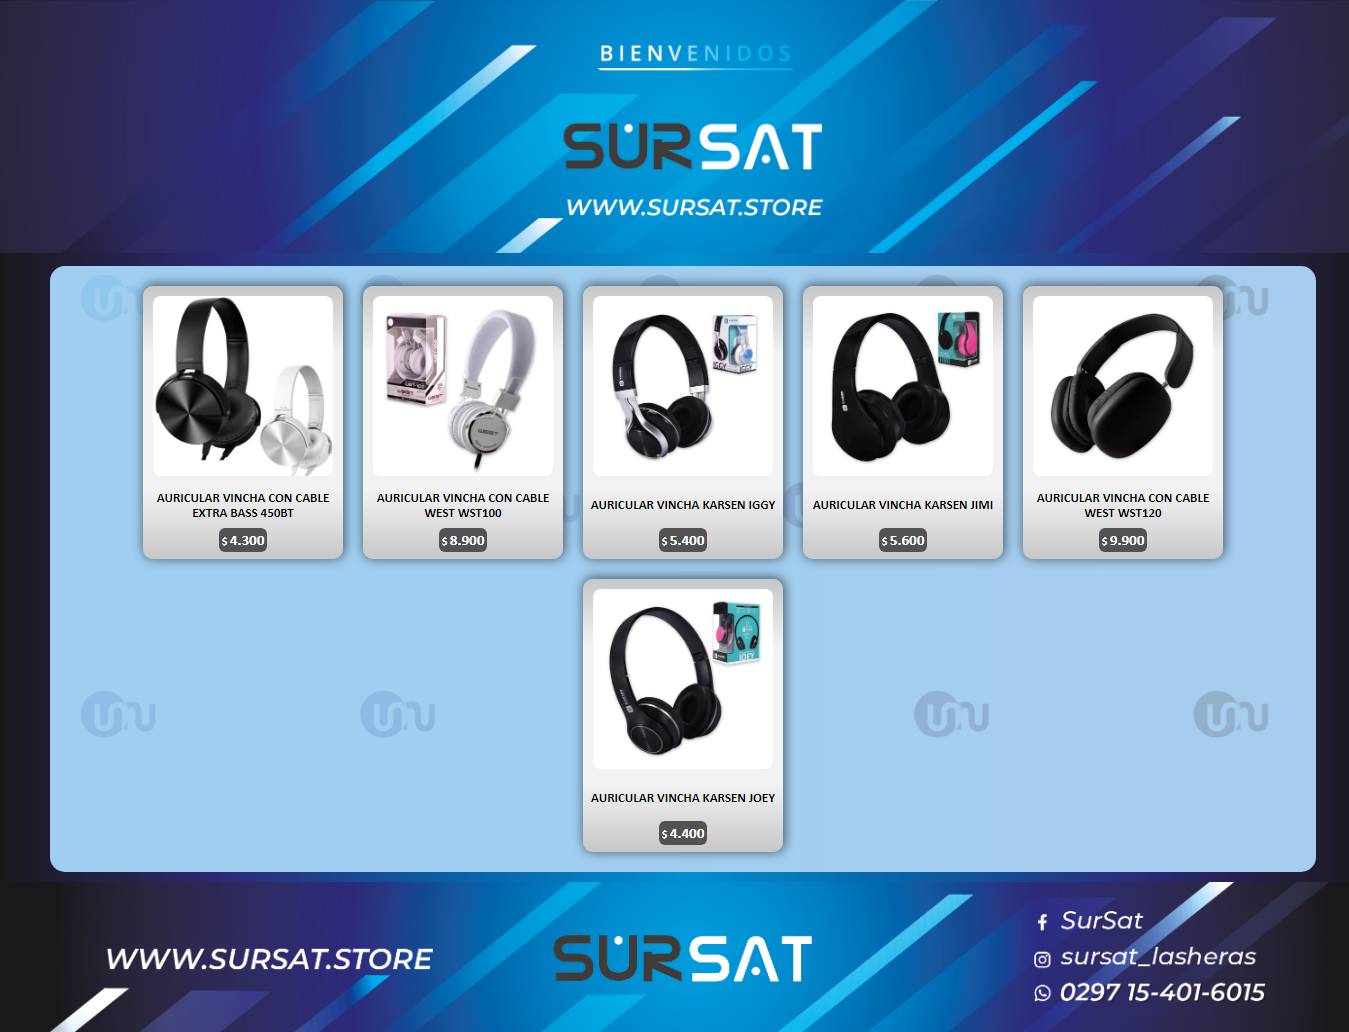 BIENVENIDOS
SURSAT
WWW.SURSAT.STORE
AURICULAR VINCHA CON CABLE
EXTRA BASS 450BT
$ 4.300
AURICULAR VINCHA CON CABLE
WEST WST100
$ 8.900
IGGY
IGGY
AURICULAR VINCHA KARSEN IGGY
$ 5.400
AURICULAR VINCHA KARSEN JIMI
$ 5.600
AURICULAR VINCHA CON CABLE
WEST WST120
$ 9.900
JOEY
AURICULAR VINCHA KARSEN JOEY
$ 4.400
WWW.SURSAT.STORE
SURSAT
SurSat
sursat_lasheras
0297 15-401-6015